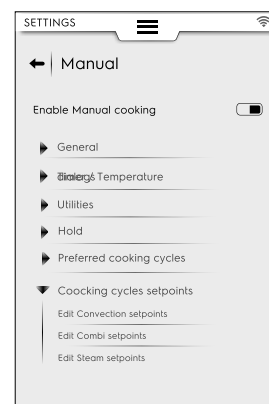 SETTINGS
Manual
Enable Manual cooking
General
Temperature
Utilities
Hold
Preferred cooking cycles
Coocking cycles setpoints
Edit Convection setpoints
Edit Combi setpoints
Edit Steam setpoints